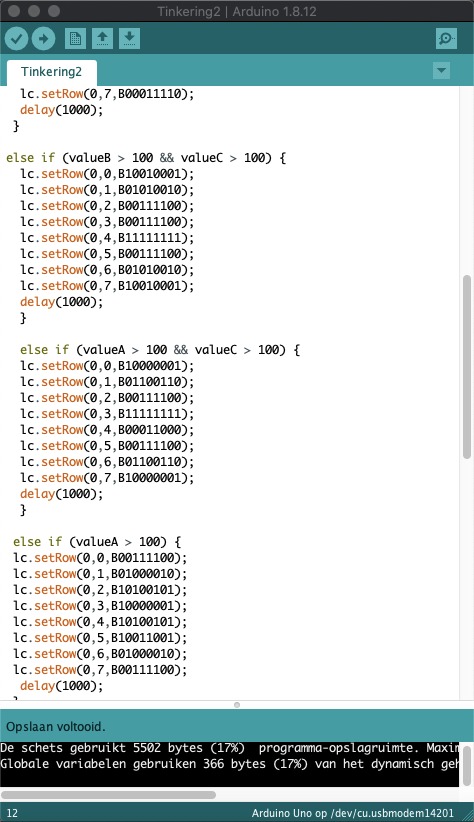 Tinkering2 | Arduino 1.8.12
Tinkering2
lc.setRow(0,7,B00011110);
delay(1000);
}
else if (valueB > 100 && valueC > 100) {
lc.setRow(0,0,B10010001);
lc.setRow(0,1,B01010010);
lc.setRow(0,2,B00111100);
lc.setRow(0,3,B00111100);
lc.setRow(0,4,B11111111);
lc.setRow(0,5,B00111100);
lc.setRow(0,6,B01010010);
lc.setRow(0,7,B10010001);
delay(1000);
}
else if (valueA > 100 && valueC > 100) {
lc.setRow(0,0,B10000001);
lc.setRow(0,1,B01100110);
lc.setRow(0,2,B00111100);
lc.setRow(0,3,B11111111);
lc.setRow(0,4,B00011000);
lc.setRow(0,5,B00111100);
lc.setRow(0,6,B01100110);
lc.setRow(0,7,B10000001);
delay(1000);
}
else if (valueA > 100) {
lc.setRow(0,0,B00111100);
lc.setRow(0,1,B01000010);
lc.setRow(0,2,B10100101);
lc.setRow(0,3,B10000001);
lc.setRow(0,4,B10100101);
lc.setRow(0,5,B10011001);
lc.setRow(0,6,B01000010);
lc.setRow(0,7,B00111100);
delay(1000);
}
Opslaan voltooid.
De schets gebruikt 5502 bytes (17%)  programma-opslagruimte. Maxim
Globale variabelen gebruiken 366 bytes (17%) van het dynamisch geh
12
Arduino Uno op /dev/cu.usbmodem14201